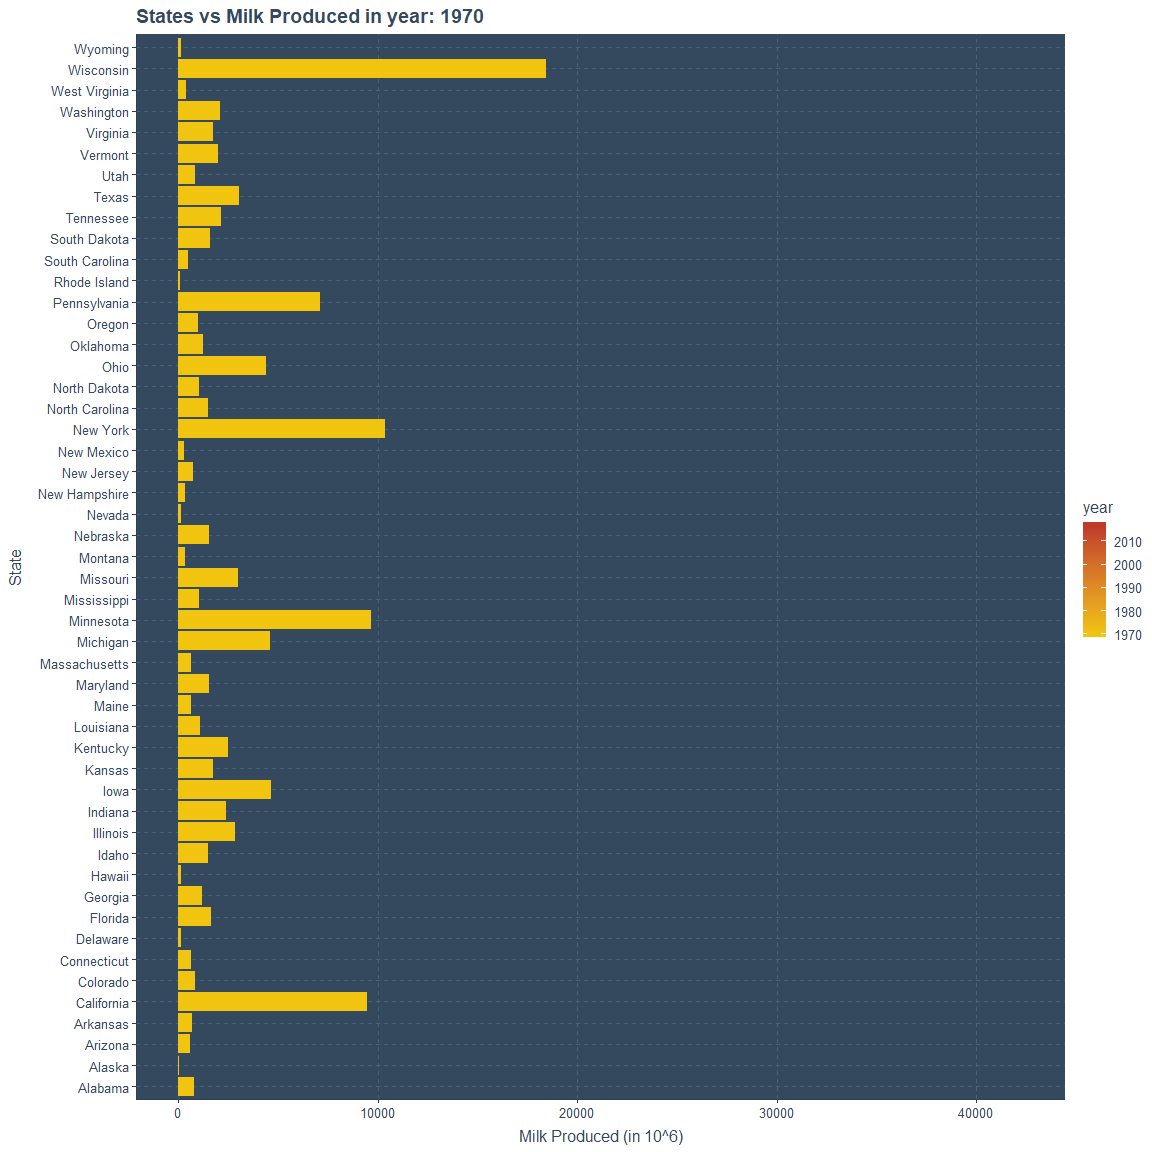 States vs Milk Produced in year: 1970
Wyoming
Wisconsin
West Virginia
Washington
Virginia
Vermont
Utah
Texas
Tennessee
South Dakota
South Carolina
Rhode Island
Pennsylvania
Oregon
Oklahoma
Ohio
North Dakota
North Carolina
New York
New Mexico
New Jersey
New Hampshire
Nevada
Nebraska
Montana
Missouri
Mississippi
Minnesota
Michigan
Massachusetts
Maryland
Maine
Louisiana
Kentucky
Kansas
Iowa
Indiana
Illinois
Idaho
Hawaii
Georgia
Florida
Delaware
Connecticut
Colorado
California
Arkansas
Arizona
Alaska
Alabama
State
0 10000 20000 30000 40000
Milk Produced (in 10^6)
year
2010
2000
1990
1980
1970